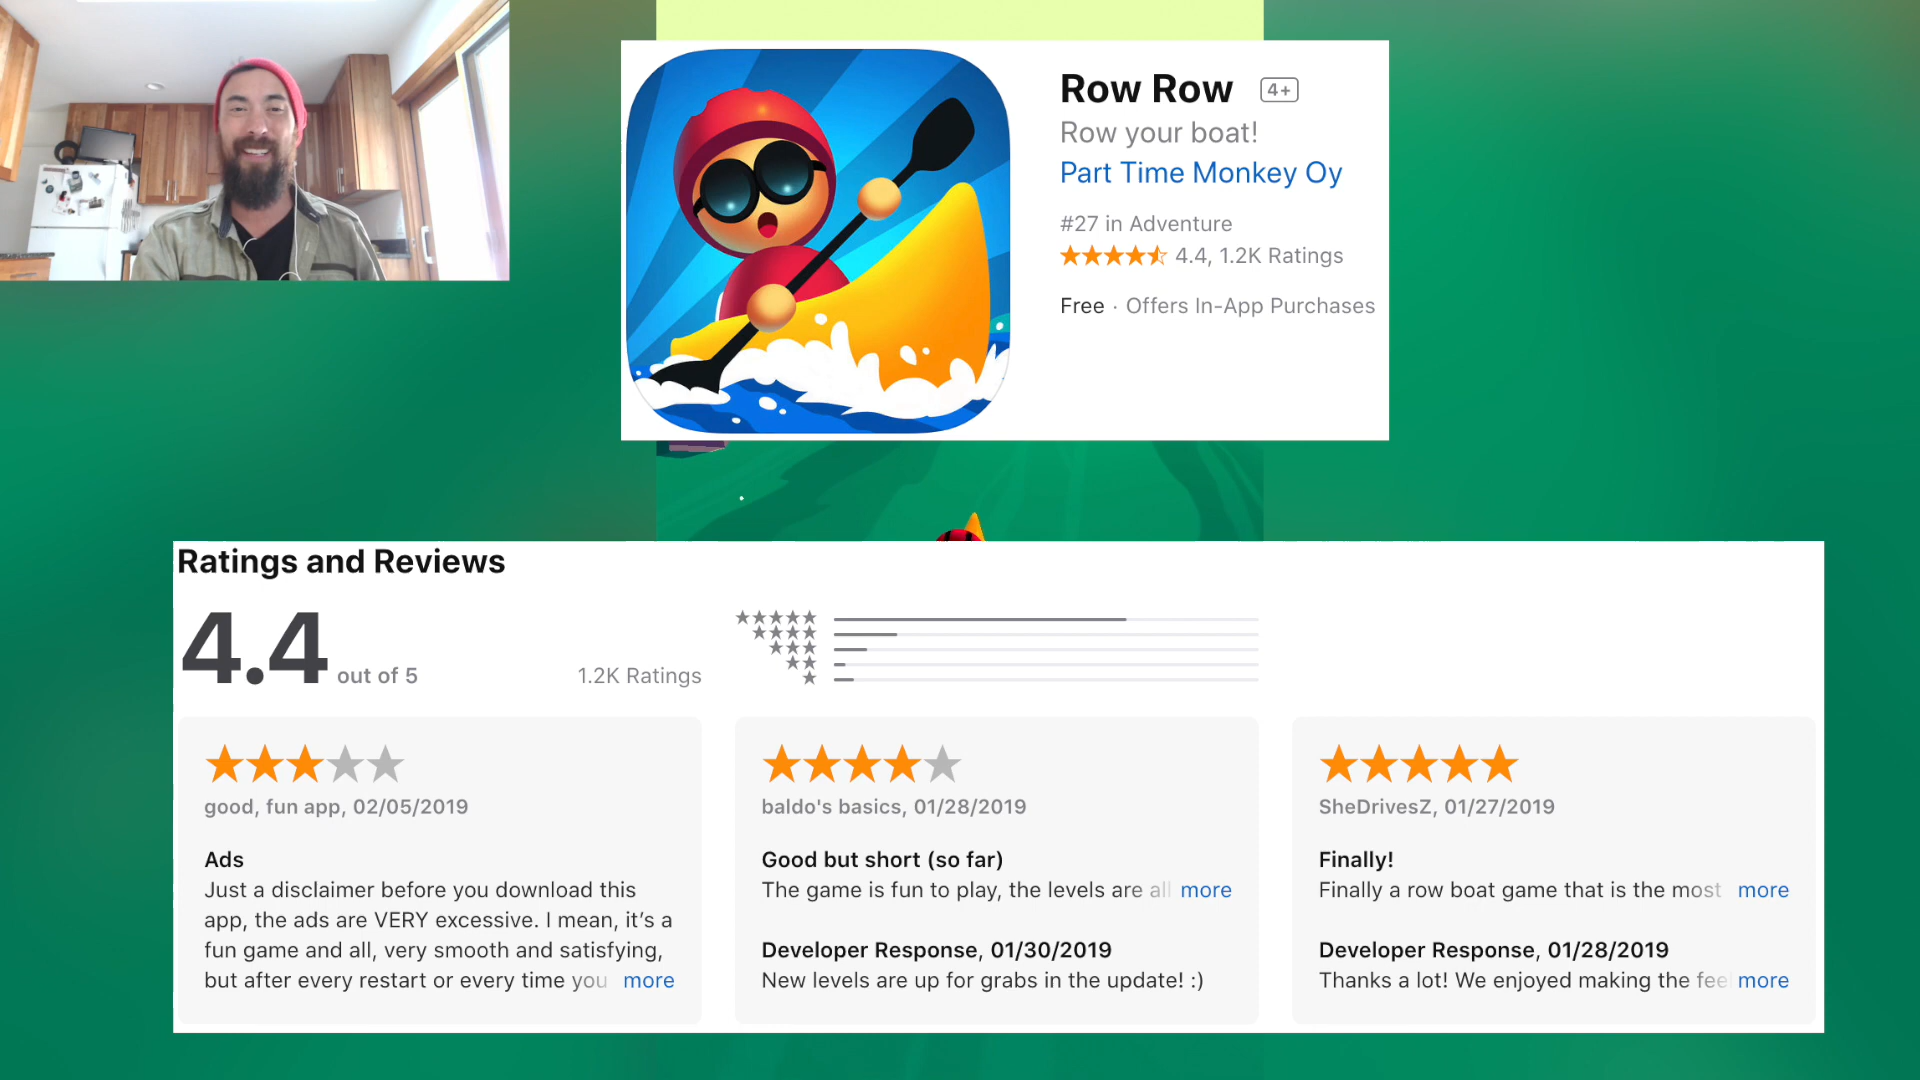 Row Row 4+
Row your boat!
Part Time Monkey Oy
#27 in Adventure
4.4, 1.2K Ratings
Free · Offers In-App Purchases
Ratings and Reviews
4.4 out of 5
1.2K Ratings
good, fun app, 02/05/2019
Ads
Just a disclaimer before you download this
app, the ads are VERY excessive. I mean, it’s a
fun game and all, very smooth and satisfying,
but after every restart or every time you more
baldo's basics, 01/28/2019
Good but short (so far)
The game is fun to play, the levels are all more
Developer Response, 01/30/2019
New levels are up for grabs in the update! :)
SheDrivesZ, 01/27/2019
Finally!
Finally a row boat game that is the most more
Developer Response, 01/28/2019
Thanks a lot! We enjoyed making the fee more